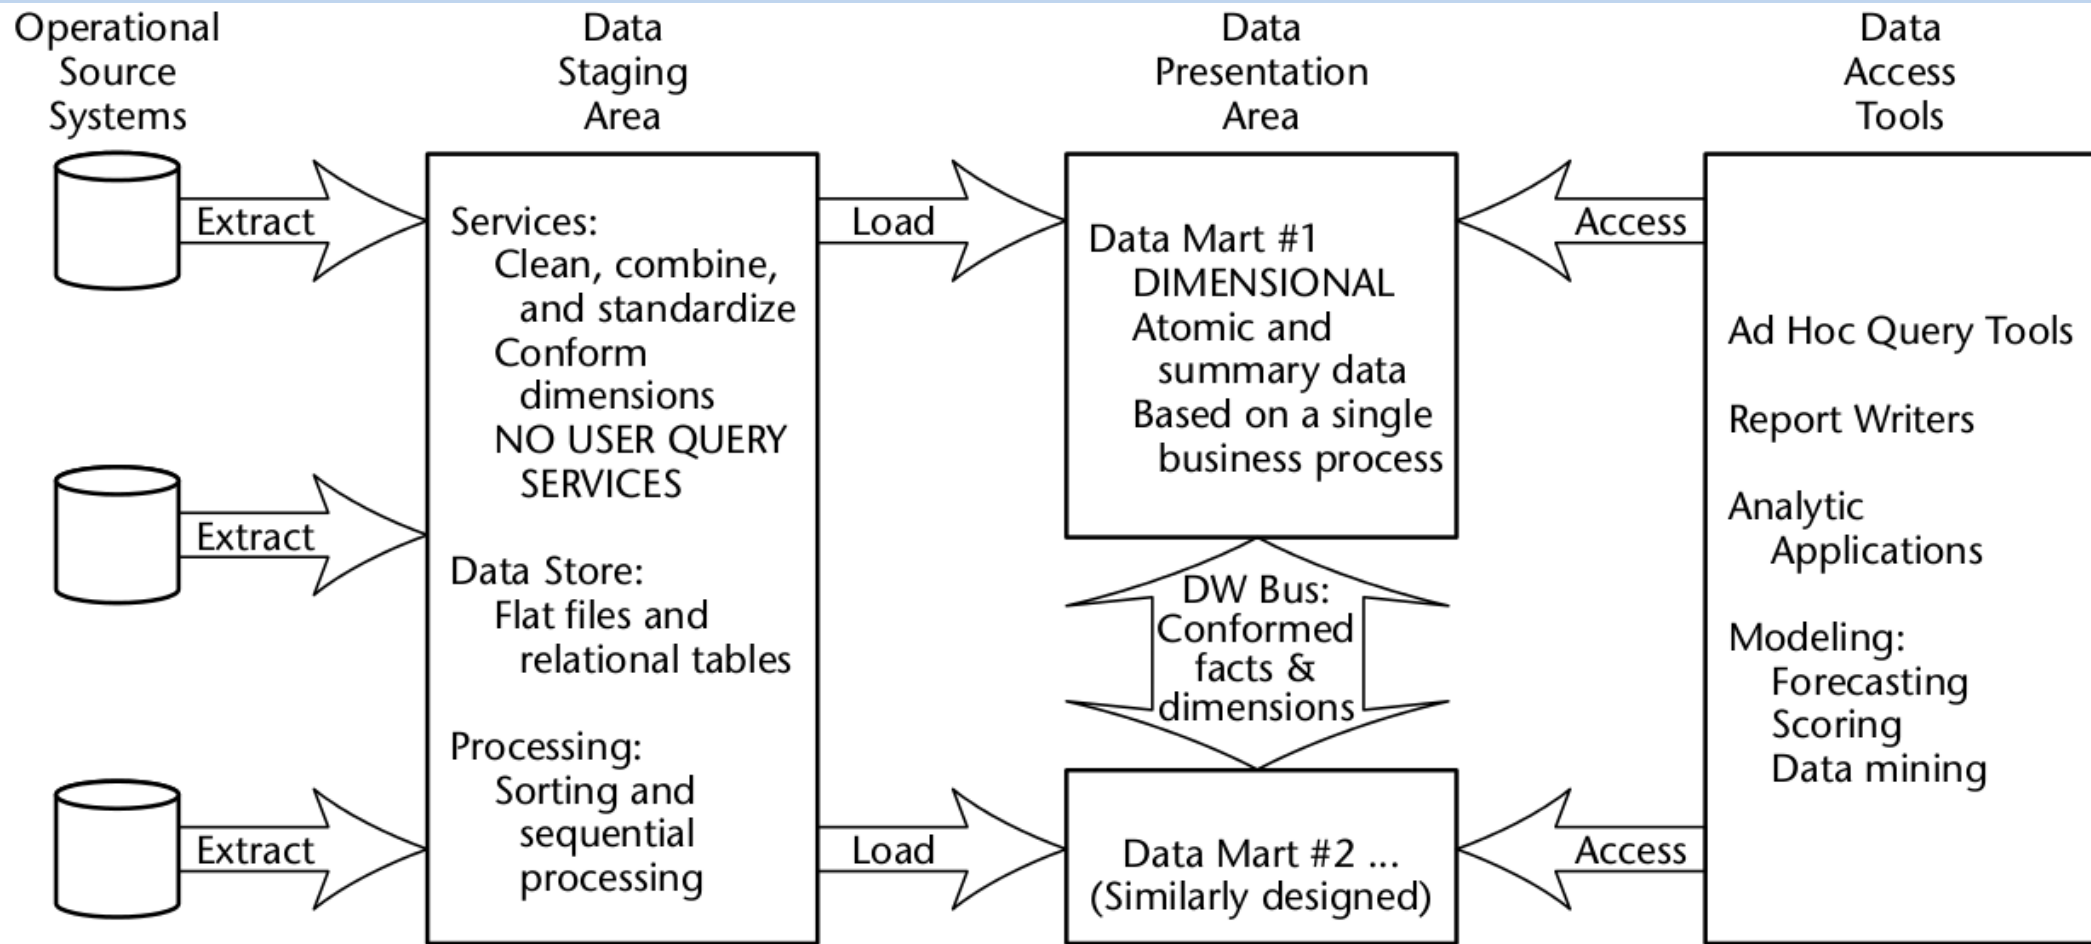 Operational
Source
Systems
Data
Staging
Area
Data
Presentation
Area
Data
Access
Tools
Extract
Extract
Extract
Services:
Clean, combine,
and standardize
Conform
dimensions
NO USER QUERY
SERVICES
Data Store:
Flat files and
relational tables
Processing:
Sorting and
sequential
processing
Load
Load
Data Mart #1
DIMENSIONAL
Atomic and
summary data
Based on a single
business process
DW Bus:
Conformed
facts &
dimensions
Data Mart #2 ...
(Similarly designed)
Access
Access
Ad Hoc Query Tools
Report Writers
Analytic
Applications
Modeling:
Forecasting
Scoring
Data mining